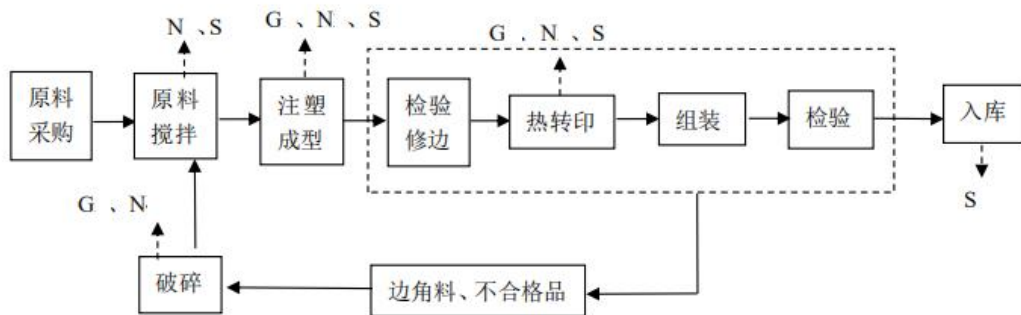 G 、N 、S
N 、S
G 、N 、S
原料
采购
原料
搅拌
注塑
成型
检验
修边
热转印
组装
检验
入库
S
G 、N
破碎
边角料、不合格品